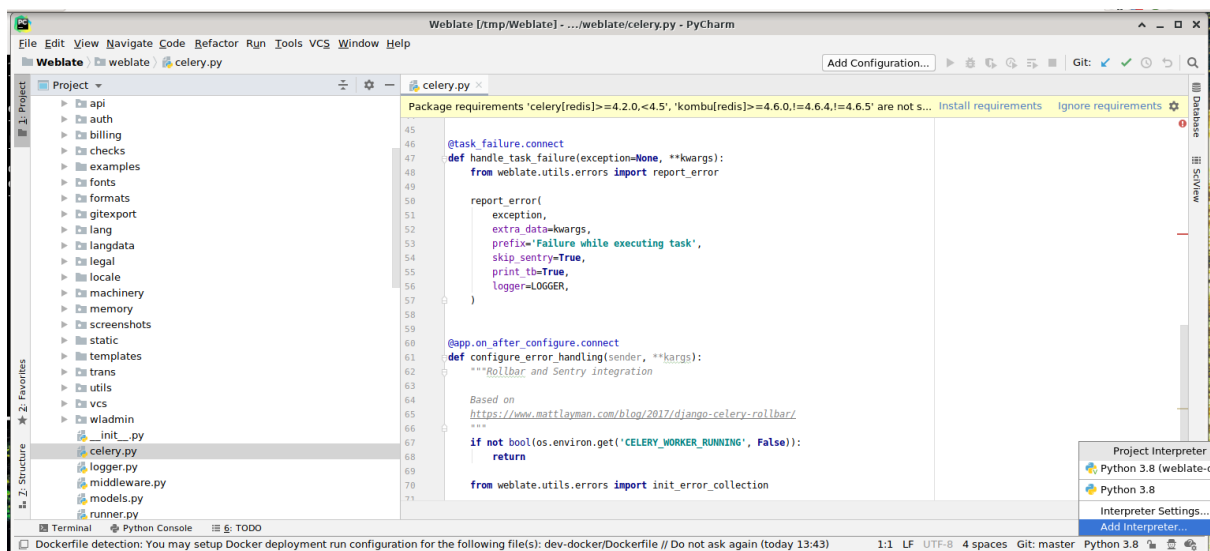 Weblate [/tmp/Weblate] - .../weblate/celery.py - PyCharm
File Edit View Navigate Code Refactor Run Tools VCS Window Help
Weblate weblate celery.py
Add Configuration...
Git:
1: Project
Project
api
auth
billing
checks
examples
fonts
formats
gitexport
lang
langdata
legal
locale
machinery
memory
screenshots
static
templates
trans
utils
vcs
wladmin
__init__.py
celery.py
logger.py
middleware.py
models.py
runner.py
2: Favorites
Z: Structure
celery.py
Package requirements 'celery[redis]>=4.2.0,<4.5', 'kombu[redis]>=4.6.0,!=4.6.4,!=4.6.5' are not s... Install requirements Ignore requirements
45
46 @task_failure.connect
47 def handle_task_failure(exception=None, **kwargs):
48 from weblate.utils.errors import report_error
49
50 report_error(
51 exception,
52 extra_data=kwargs,
53 prefix='Failure while executing task',
54 skip_sentry=True,
55 print_tb=True,
56 logger=LOGGER,
57 )
58
59
60 @app.on_after_configure.connect
61 def configure_error_handling(sender, **kargs):
62 """Rollbar and Sentry integration
63
64 Based on
65 https://www.mattlayman.com/blog/2017/django-celery-rollbar/
66 """
67 if not bool(os.environ.get('CELERY_WORKER_RUNNING', False)):
68 return
69
70 from weblate.utils.errors import init_error_collection
71
Database
SciView
Project Interpreter
Python 3.8 (weblate-
Python 3.8
Interpreter Settings...
Add Interpreter...
Terminal Python Console 6: TODO
Dockerfile detection: You may setup Docker deployment run configuration for the following file(s): dev-docker/Dockerfile // Do not ask again (today 13:43) 1:1 LF UTF-8 4 spaces Git: master Python 3.8